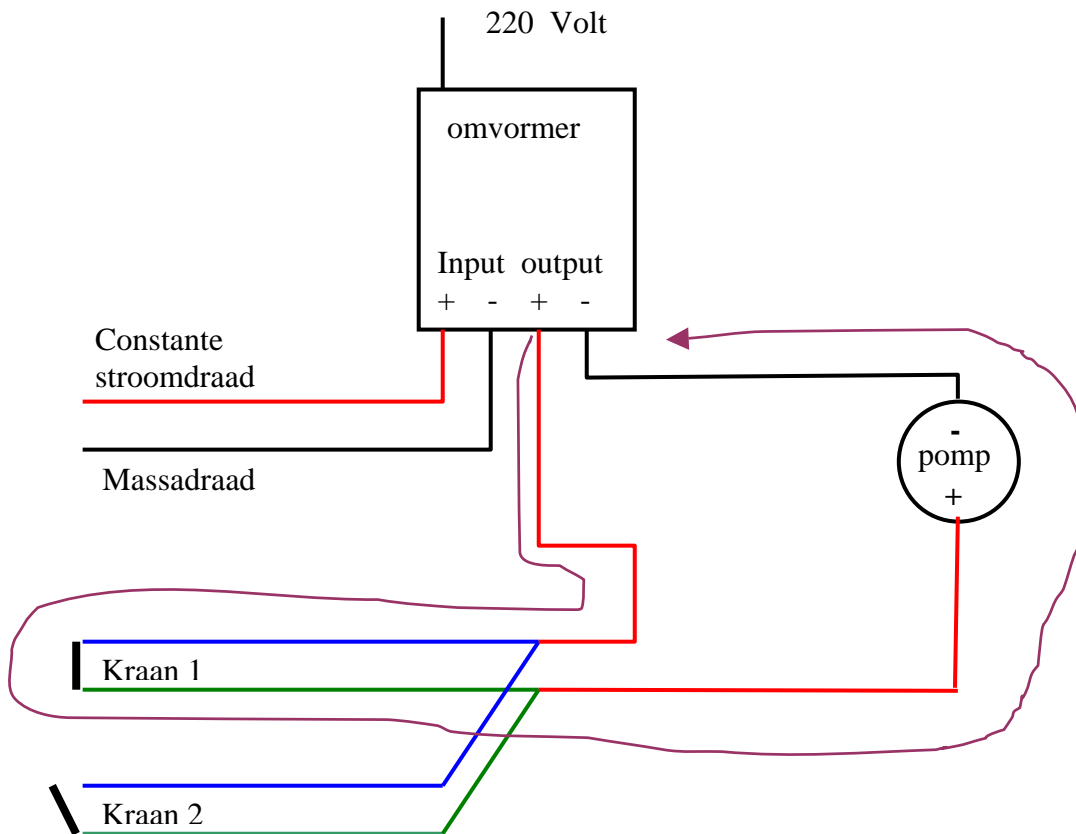 220 Volt
omvormer
Input output
+ - + -
Constante
stroomdraad
Massadraad
-
pomp
+
Kraan 1
Kraan 2